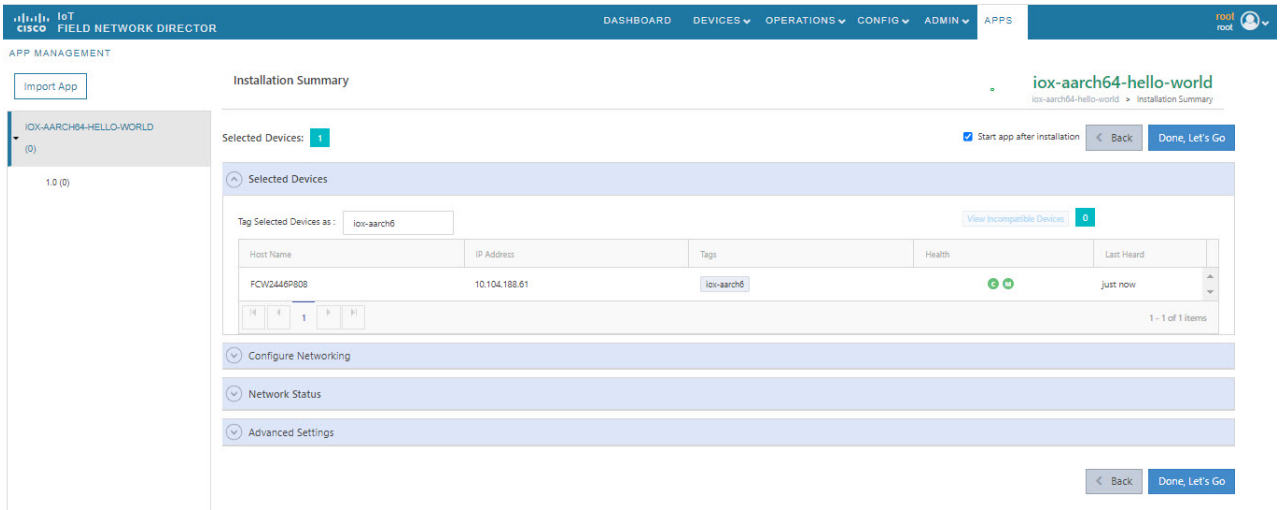 IoT
CISCO FIELD NETWORK DIRECTOR
DASHBOARD DEVICES OPERATIONS CONFIG ADMIN APPS
root
root
APP MANAGEMENT
Import App
Installation Summary
iox-aarch64-hello-world
iox-aarch64-hello-world > Installation Summary
IOX-AARCH64-HELLO-WORLD
(0)
1.0 (0)
Selected Devices: 1
Start app after installation
Back
Done, Let's Go
Selected Devices
Tag Selected Devices as : iox-aarch6
View Incompatible Devices 0
Host Name IP Address Tags Health Last Heard
FCW2446P808 10.104.188.61 iox-aarch6 C M just now
1
1 - 1 of 1 items
Configure Networking
Network Status
Advanced Settings
Back
Done, Let's Go